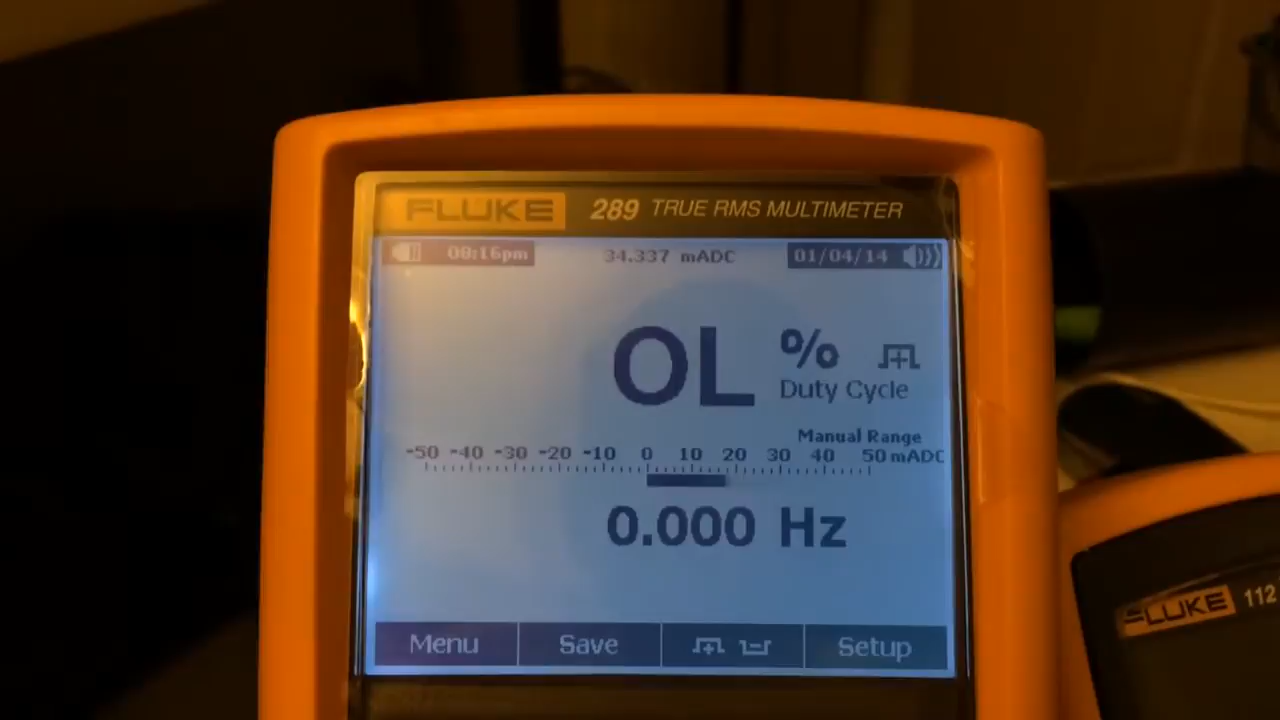 FLUKE 289 TRUE RMS MULTIMETER
08:16pm 34.337 mADC 01/04/14
OL %
Duty Cycle
Manual Range
-50 -40 -30 -20 -10 0 10 20 30 40 50 mADC
0.000 Hz
Menu Save Setup
FLUKE 112